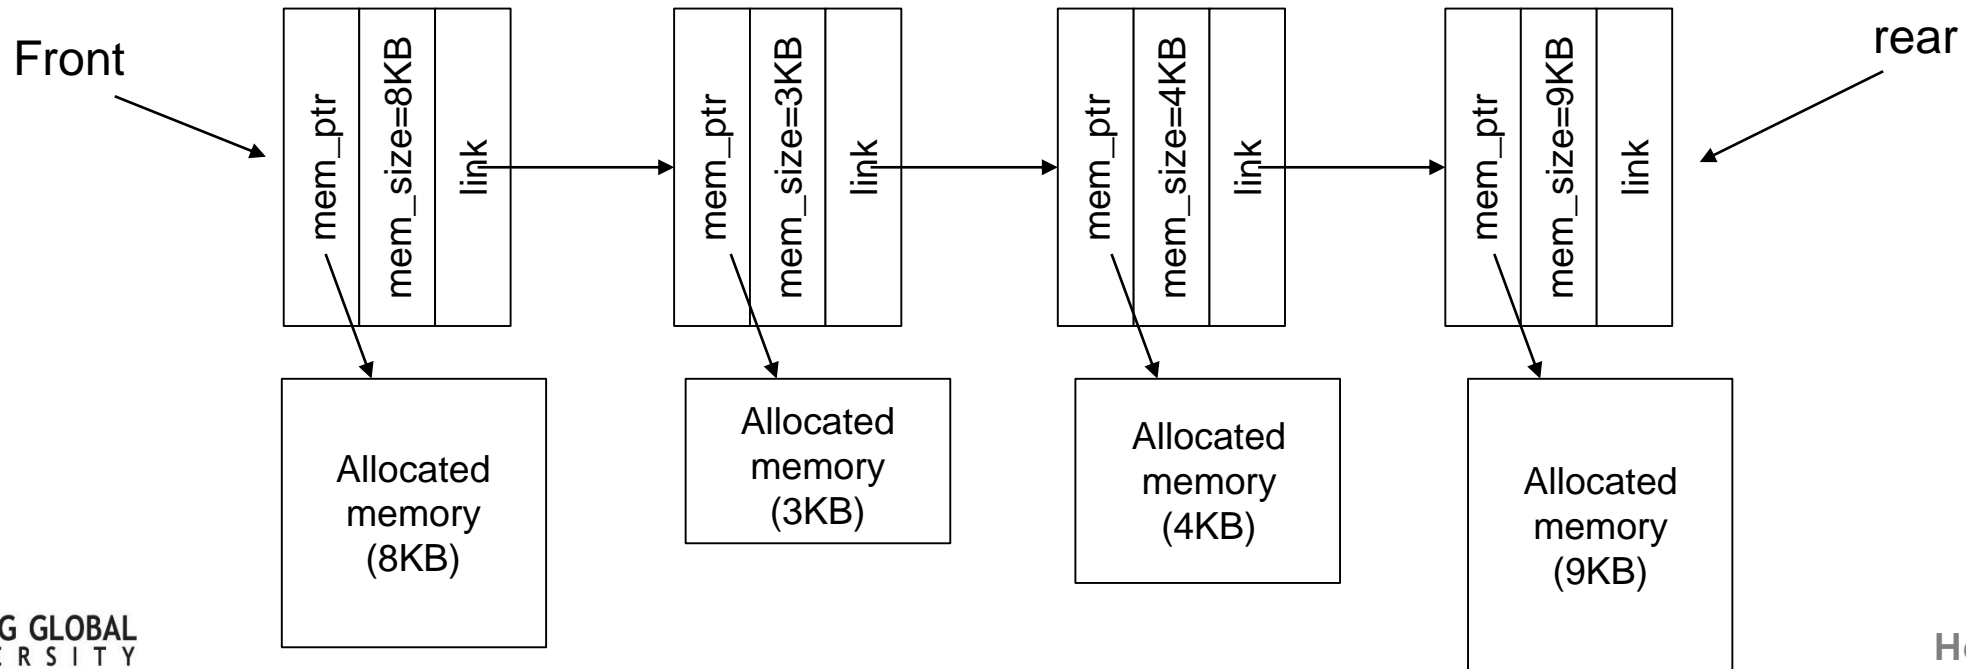 Front
rear
mem_ptr
mem_size=8KB
link
mem_ptr
mem_size=3KB
link
mem_ptr
mem_size=4KB
link
mem_ptr
mem_size=9KB
link
Allocated
memory
(8KB)
Allocated
memory
(3KB)
Allocated
memory
(4KB)
Allocated
memory
(9KB)
G GLOBAL
E R S I T Y